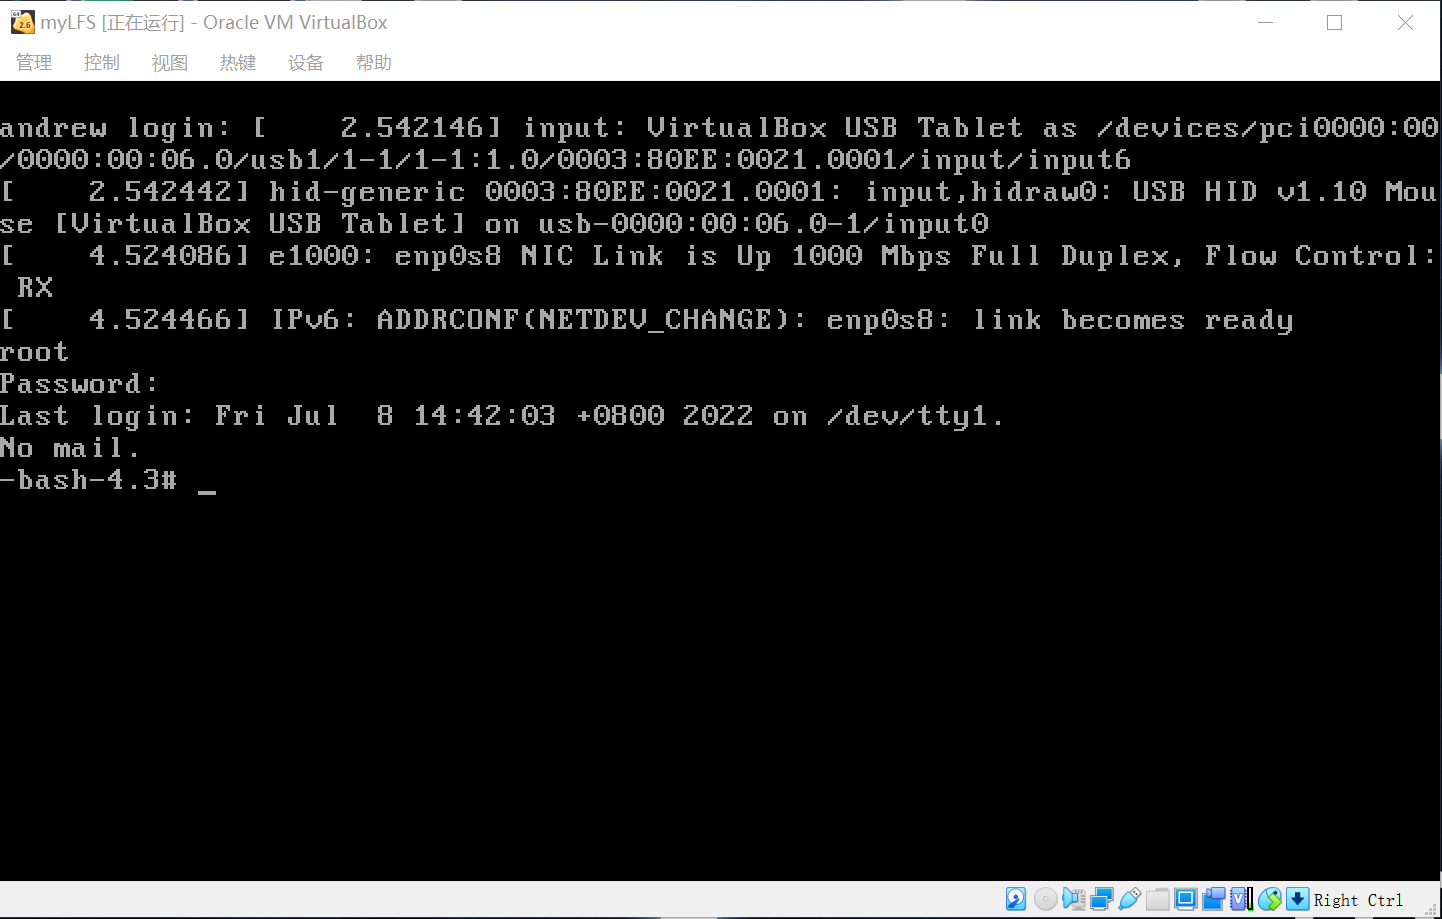 myLFS [正在运行] - Oracle VM VirtualBox
管理 控制 视图 热键 设备 帮助
andrew login: [    2.542146] input: VirtualBox USB Tablet as /devices/pci0000:00
/0000:00:06.0/usb1/1-1/1-1:1.0/0003:80EE:0021.0001/input/input6
[    2.542442] hid-generic 0003:80EE:0021.0001: input,hidraw0: USB HID v1.10 Mou
se [VirtualBox USB Tablet] on usb-0000:00:06.0-1/input0
[    4.524086] e1000: enp0s8 NIC Link is Up 1000 Mbps Full Duplex, Flow Control:
 RX
[    4.524466] IPv6: ADDRCONF(NETDEV_CHANGE): enp0s8: link becomes ready
root
Password:
Last login: Fri Jul  8 14:42:03 +0800 2022 on /dev/tty1.
No mail.
-bash-4.3# _
Right Ctrl